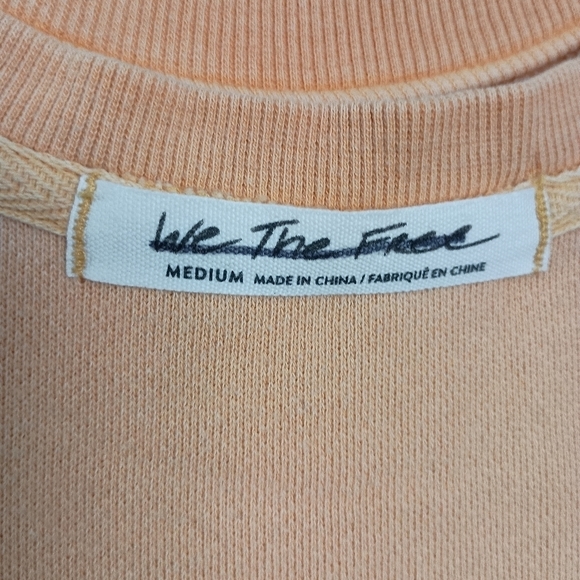 We The Free
MEDIUM MADE IN CHINA / FABRIQUÉ EN CHINE